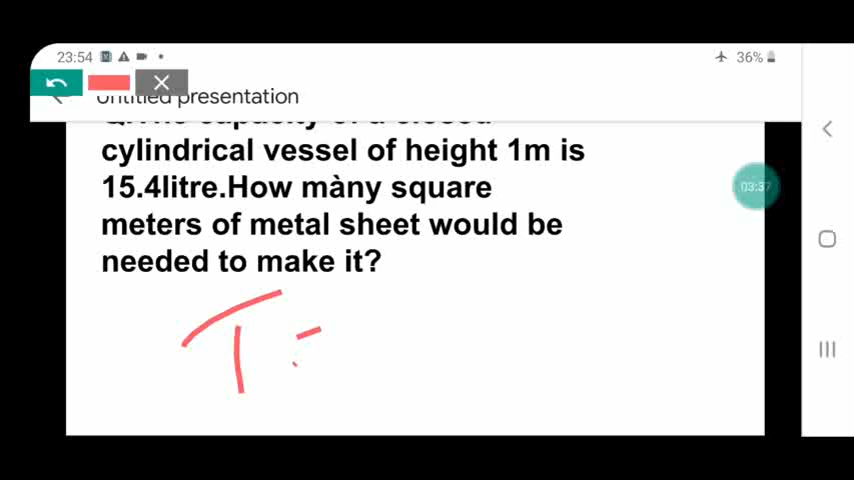 23:54
36%
Untitled presentation
cylindrical vessel of height 1m is
15.4litre.How màny square
meters of metal sheet would be
needed to make it?
03:37
T =